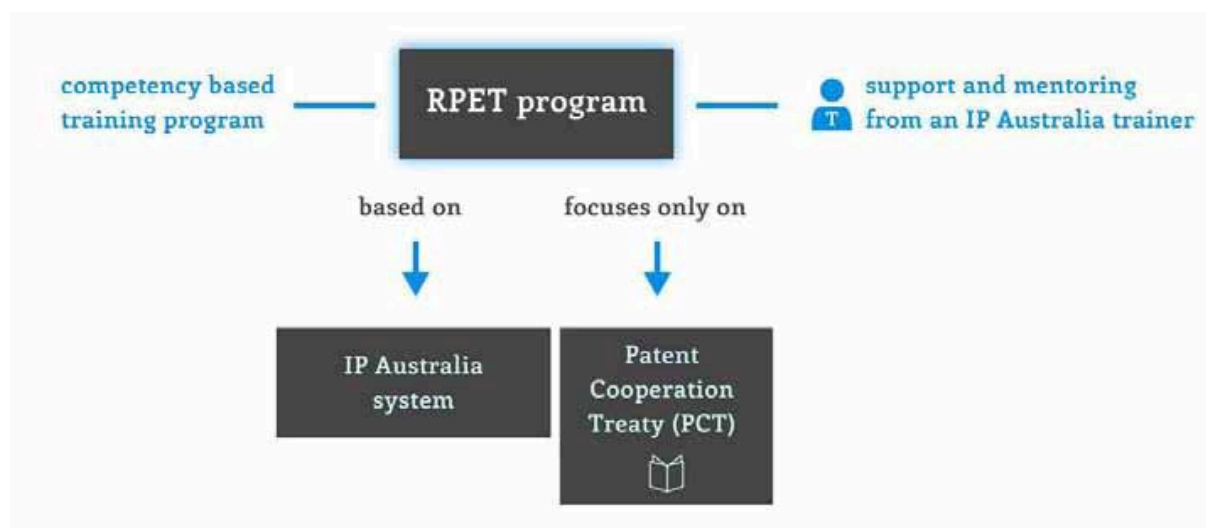 competency based
training program
RPET program
T
support and mentoring
from an IP Australia trainer
based on
focuses only on
IP Australia
system
Patent
Cooperation
Treaty (PCT)